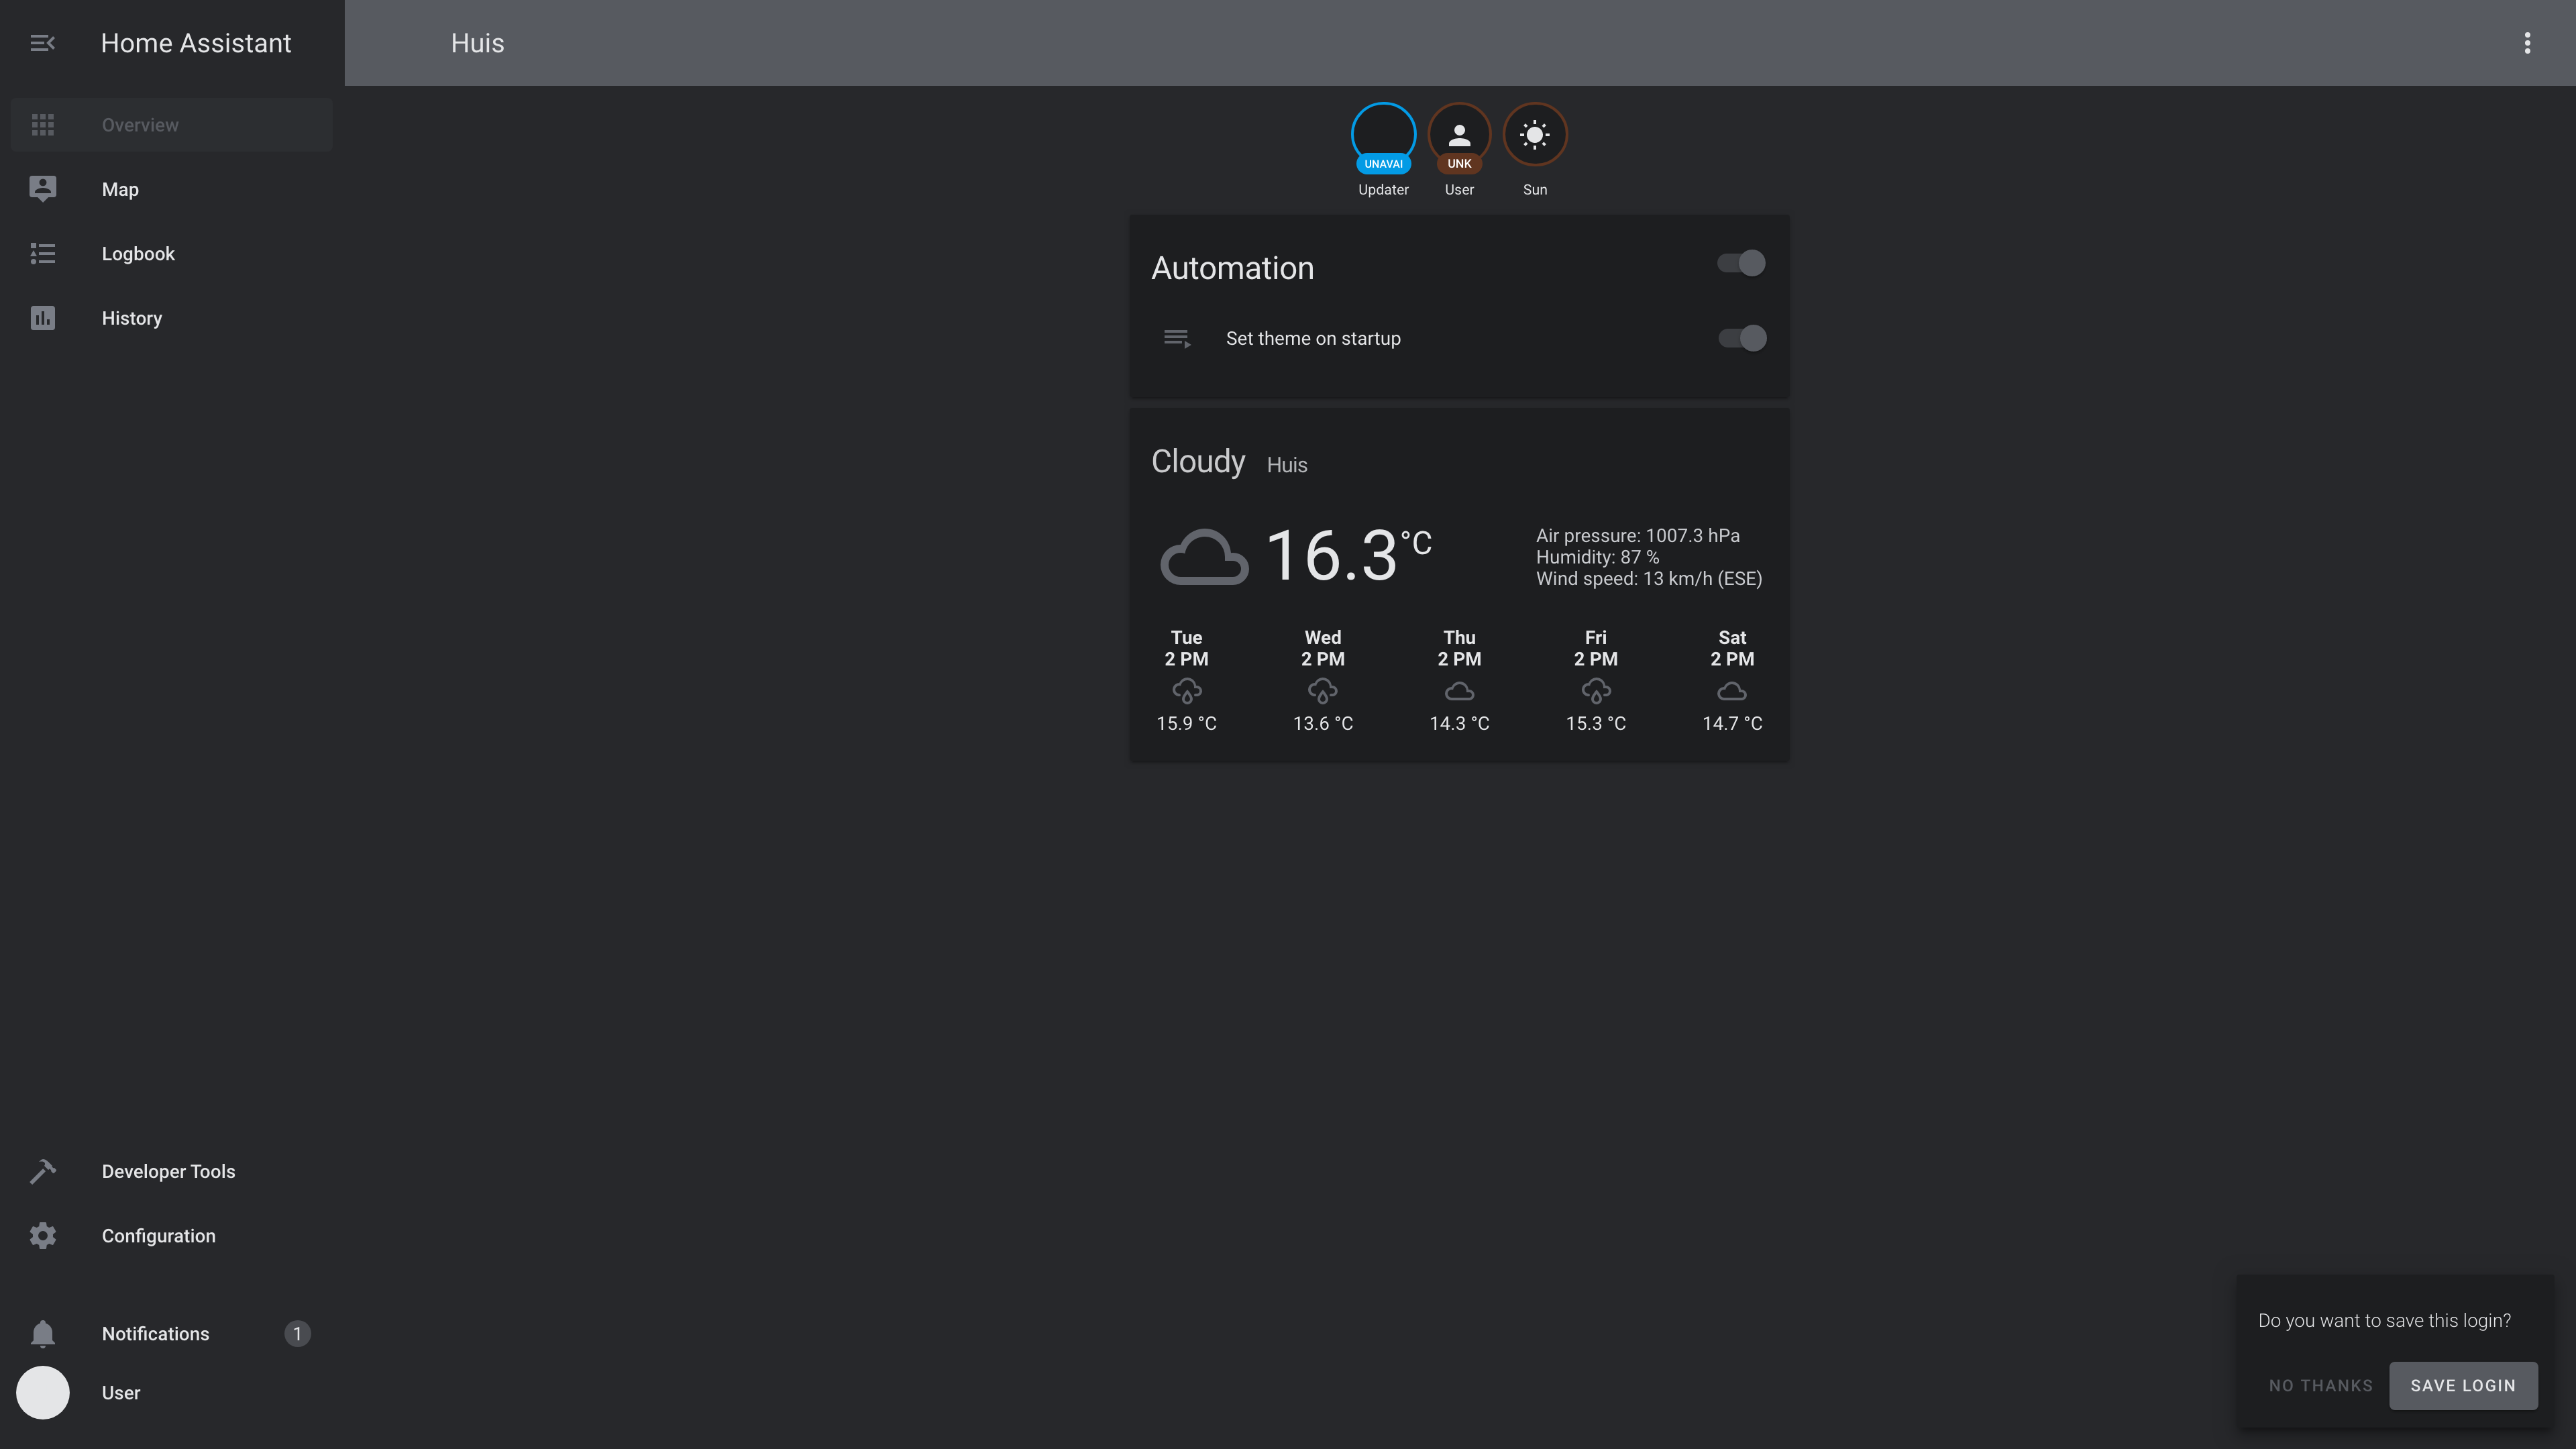 Home Assistant
Huis
Overview
Map
Logbook
History
UNAVAI
UNK
Updater
User
Sun
Automation
Set theme on startup
Cloudy Huis
16.3 °C
Air pressure: 1007.3 hPa
Humidity: 87 %
Wind speed: 13 km/h (ESE)
Tue Wed Thu Fri Sat
2 PM 2 PM 2 PM 2 PM 2 PM
15.9 °C 13.6 °C 14.3 °C 15.3 °C 14.7 °C
Developer Tools
Configuration
Notifications 1
User
Do you want to save this login?
NO THANKS SAVE LOGIN